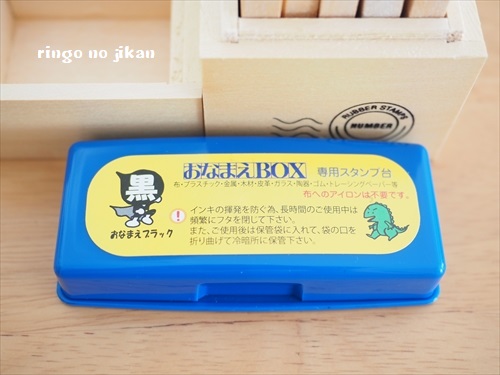 ringo no jikan
RUBBER STAMPS
NUMBER
おなまえBOX 専用スタンプ台
布・プラスチック・金属・木材・皮革・ガラス・陶器・ゴム・トレーシングペーパー等
布へのアイロンは不要です。
黒
おなまえブラック
! インキの揮発を防ぐ為、長時間のご使用中は
頻繁にフタを閉じて下さい。
また、ご使用後は保管袋に入れて、袋の口を
折り曲げて冷暗所に保管下さい。